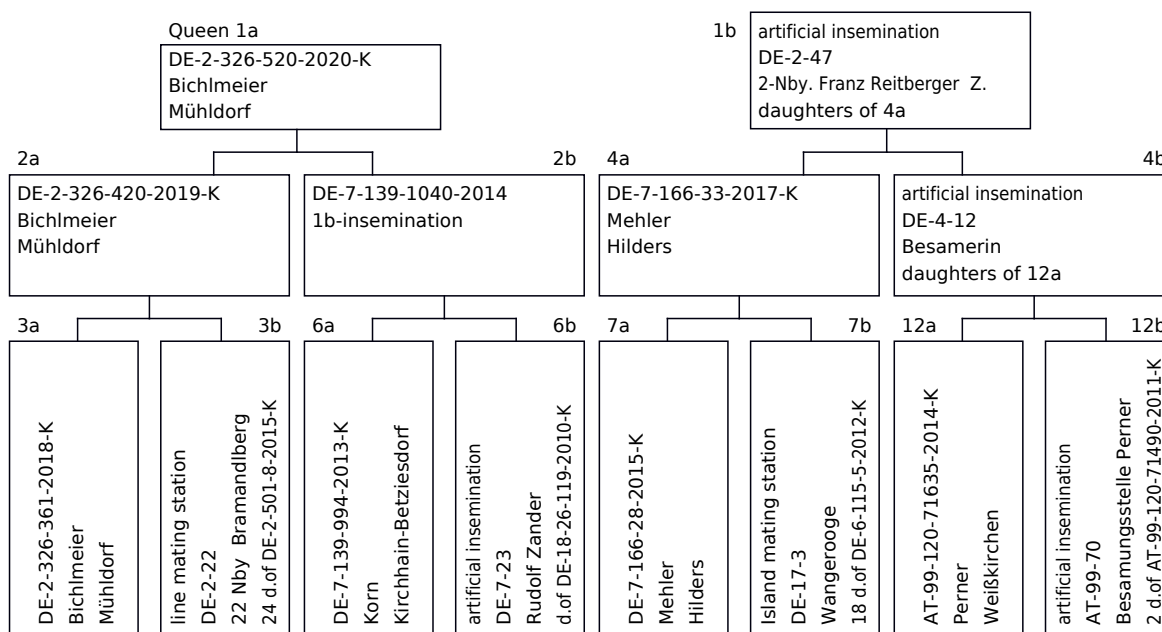 Queen 1a
DE-2-326-520-2020-K
Bichlmeier
Mühldorf
1b
artificial insemination
DE-2-47
2-Nby. Franz Reitberger Z.
daughters of 4a
2a
DE-2-326-420-2019-K
Bichlmeier
Mühldorf
2b
DE-7-139-1040-2014
1b-insemination
4a
DE-7-166-33-2017-K
Mehler
Hilders
4b
artificial insemination
DE-4-12
Besamerin
daughters of 12a
3a
DE-2-326-361-2018-K
Bichlmeier
Mühldorf
3b
line mating station
DE-2-22
22 Nby Bramandlberg
24 d.of DE-2-501-8-2015-K
6a
DE-7-139-994-2013-K
Korn
Kirchhain-Betziesdorf
6b
artificial insemination
DE-7-23
Rudolf Zander
d.of DE-18-26-119-2010-K
7a
DE-7-166-28-2015-K
Mehler
Hilders
7b
Island mating station
DE-17-3
Wangerooge
18 d.of DE-6-115-5-2012-K
12a
AT-99-120-71635-2014-K
Perner
Weißkirchen
12b
artificial insemination
AT-99-70
Besamungsstelle Perner
2 d.of AT-99-120-71490-2011-K